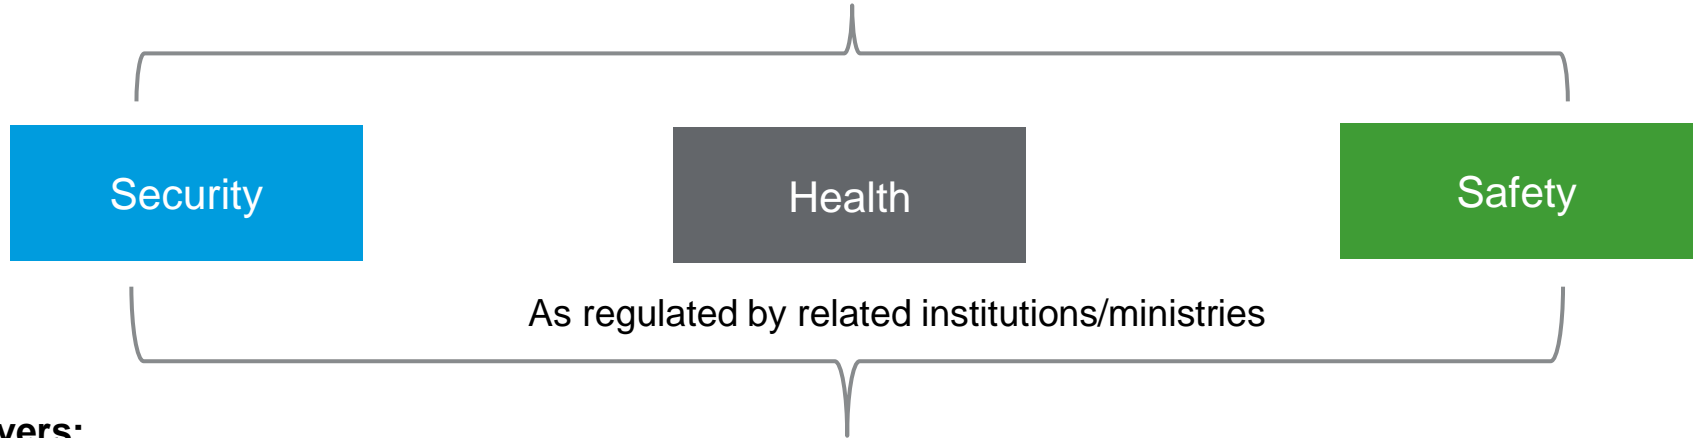 Security
Health
Safety
As regulated by related institutions/ministries